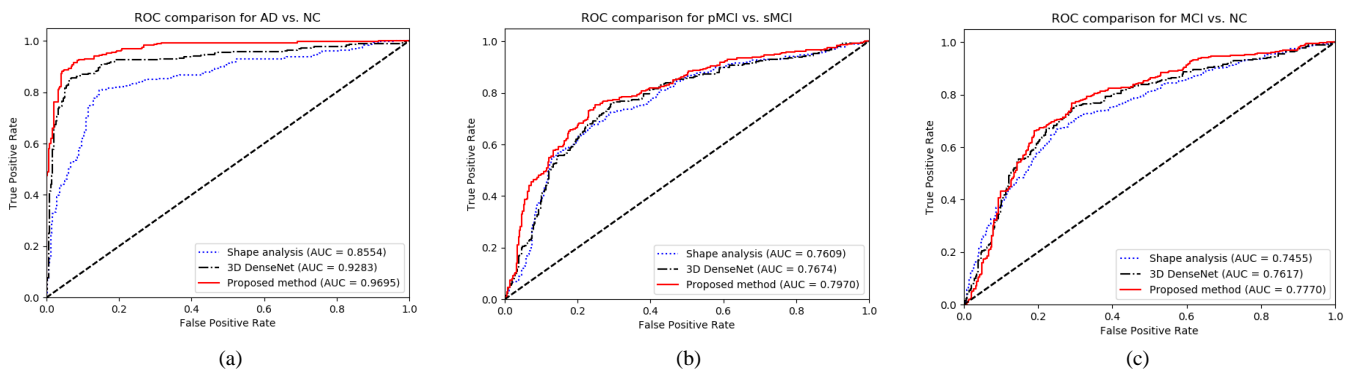 ROC comparison for AD vs. NC
1.0
0.8
0.6
0.4
0.2
0.0
True Positive Rate
Shape analysis (AUC = 0.8554)
3D DenseNet (AUC = 0.9283)
Proposed method (AUC = 0.9695)
0.0 0.2 0.4 0.6 0.8 1.0
False Positive Rate
(a)
ROC comparison for pMCI vs. sMCI
1.0
0.8
0.6
0.4
0.2
0.0
True Positive Rate
Shape analysis (AUC = 0.7609)
3D DenseNet (AUC = 0.7674)
Proposed method (AUC = 0.7970)
0.0 0.2 0.4 0.6 0.8 1.0
False Positive Rate
(b)
ROC comparison for MCI vs. NC
1.0
0.8
0.6
0.4
0.2
0.0
True Positive Rate
Shape analysis (AUC = 0.7455)
3D DenseNet (AUC = 0.7617)
Proposed method (AUC = 0.7770)
0.0 0.2 0.4 0.6 0.8 1.0
False Positive Rate
(c)